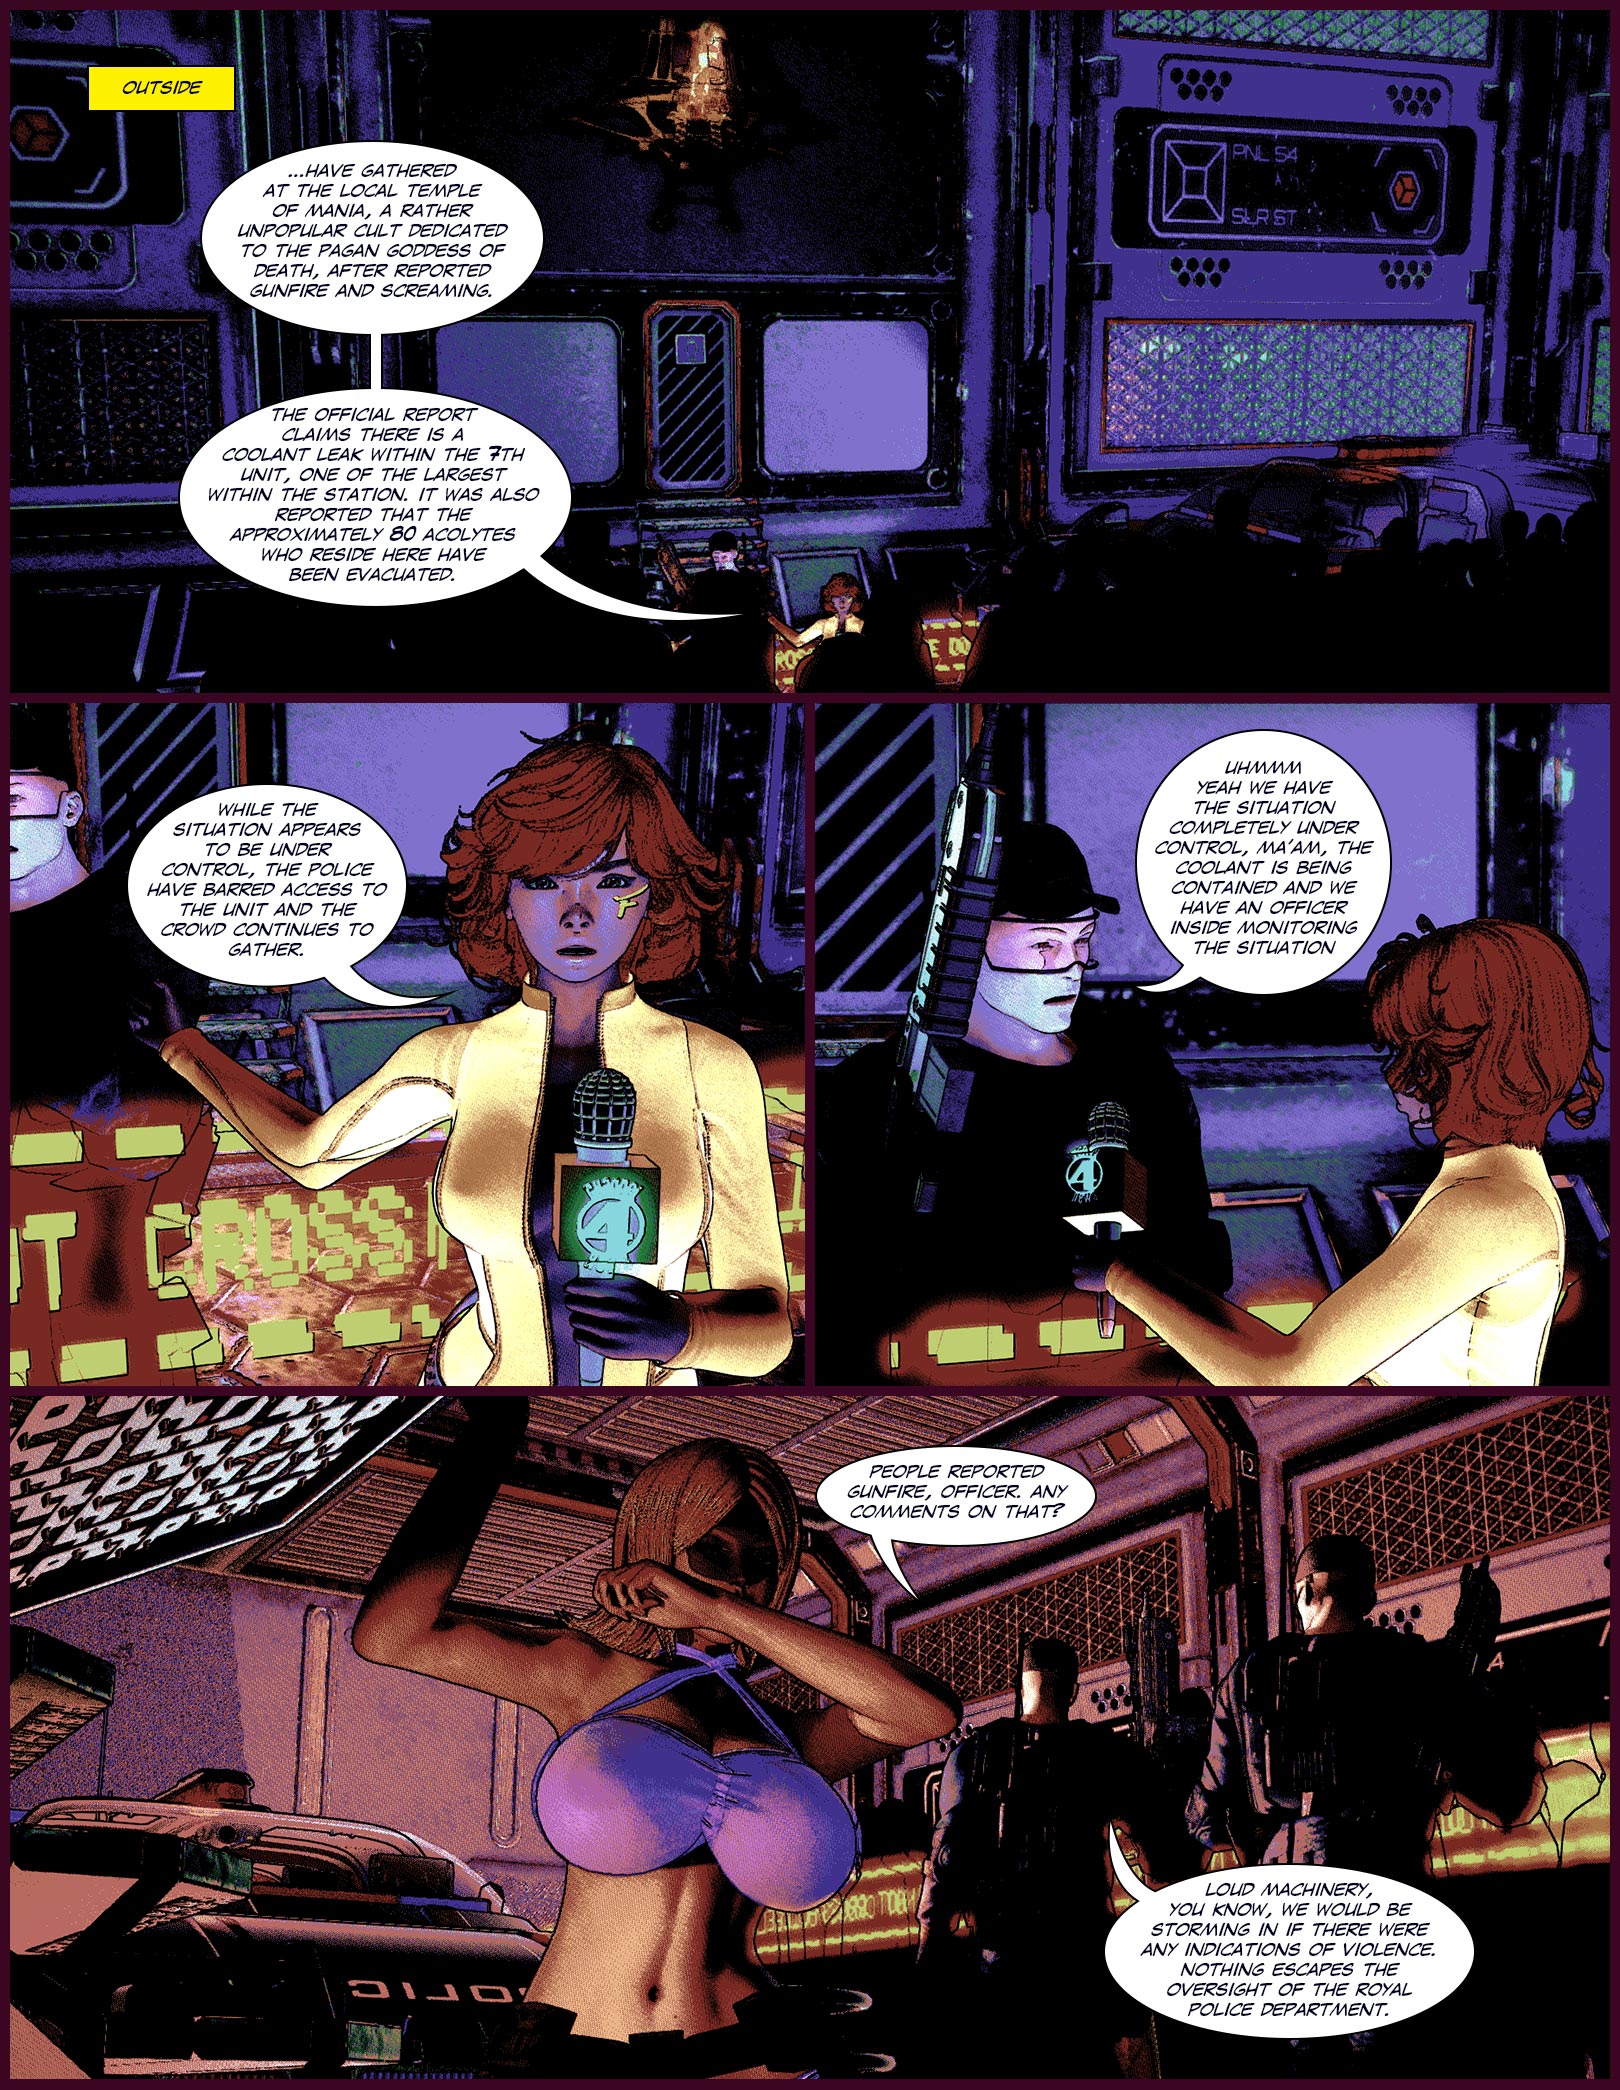 OUTSIDE
...HAVE GATHERED
AT THE LOCAL TEMPLE
OF MANIA, A RATHER
UNPOPULAR CULT DEDICATED
TO THE PAGAN GODDESS OF
DEATH, AFTER REPORTED
GUNFIRE AND SCREAMING.
PNL 54
SLR ST
THE OFFICIAL REPORT
CLAIMS THERE IS A
COOLANT LEAK WITHIN THE 7TH
UNIT, ONE OF THE LARGEST
WITHIN THE STATION. IT WAS ALSO
REPORTED THAT THE
APPROXIMATELY 80 ACOLYTES
WHO RESIDE HERE HAVE
BEEN EVACUATED.
WHILE THE
SITUATION APPEARS
TO BE UNDER
CONTROL, THE POLICE
HAVE BARRED ACCESS TO
THE UNIT AND THE
CROWD CONTINUES TO
GATHER.
4
T CROSS
UHMMM
YEAH WE HAVE
THE SITUATION
COMPLETELY UNDER
CONTROL, MA'AM, THE
COOLANT IS BEING
CONTAINED AND WE
HAVE AN OFFICER
INSIDE MONITORING
THE SITUATION
4
PEOPLE REPORTED
GUNFIRE, OFFICER. ANY
COMMENTS ON THAT?
LOUD MACHINERY,
YOU KNOW, WE WOULD BE
STORMING IN IF THERE WERE
ANY INDICATIONS OF VIOLENCE.
NOTHING ESCAPES THE
OVERSIGHT OF THE ROYAL
POLICE DEPARTMENT.